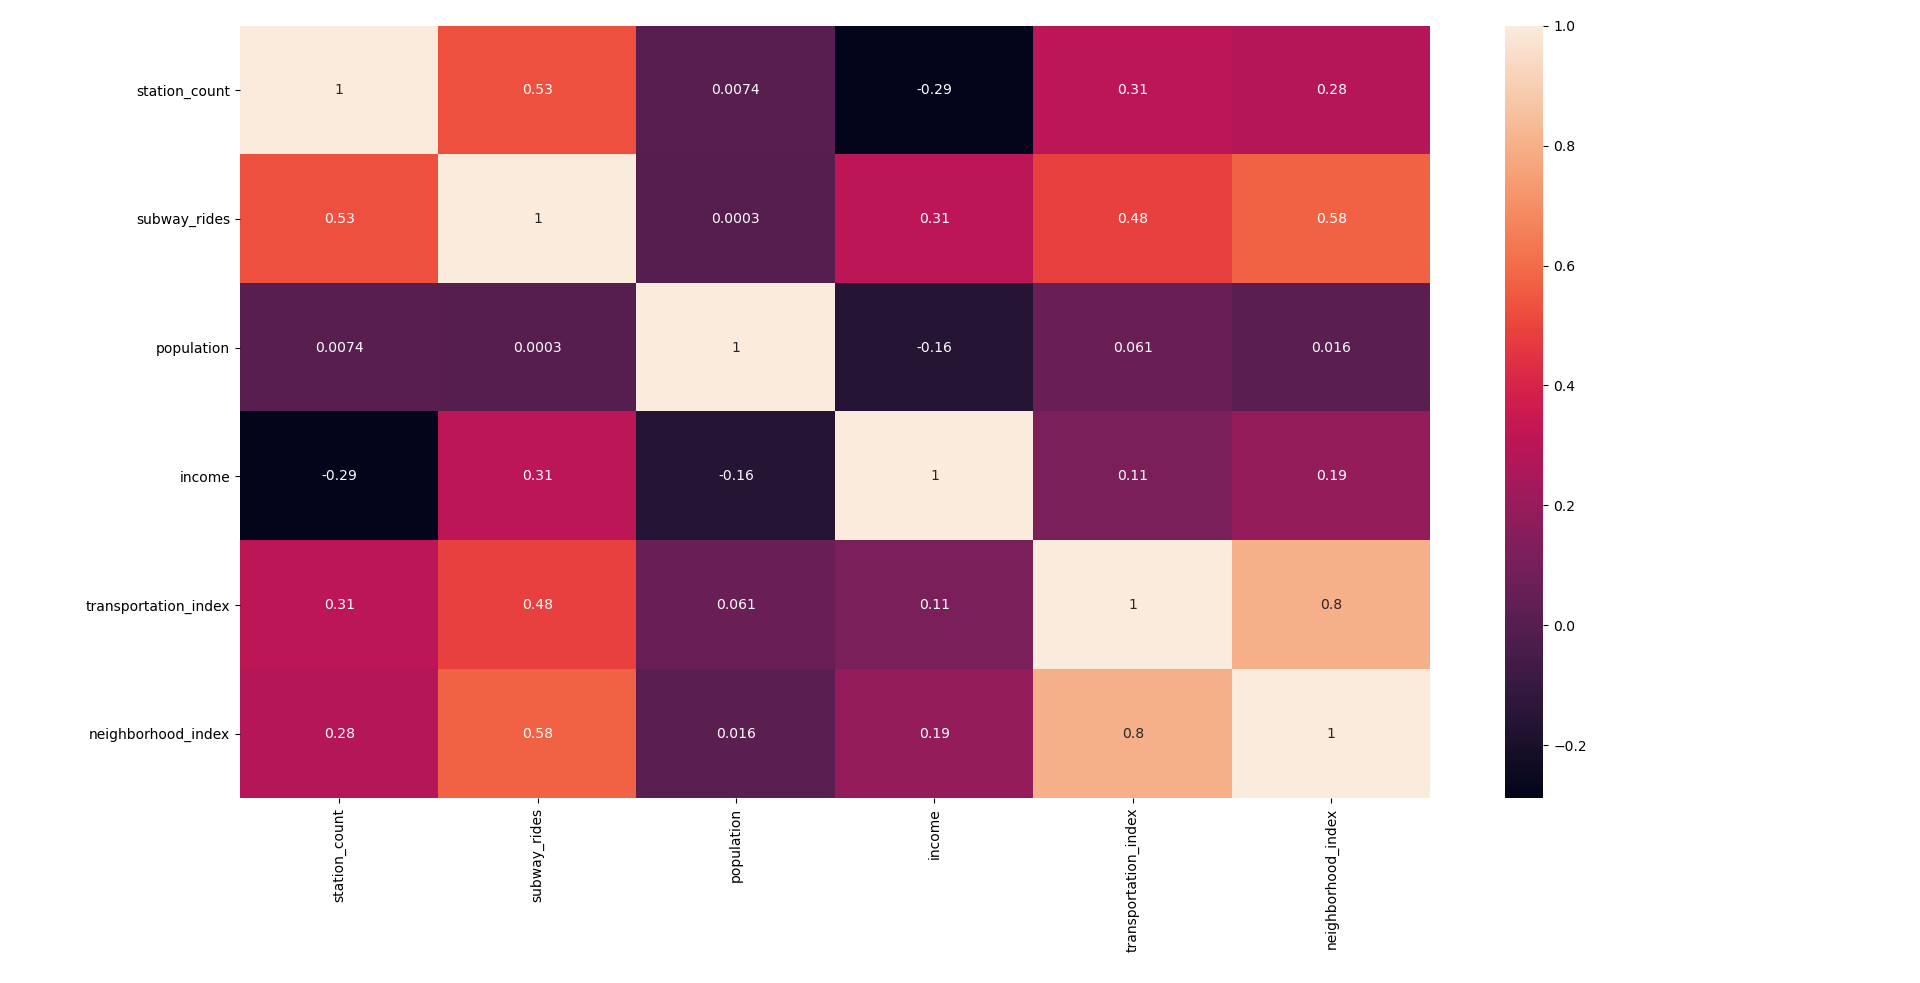 station_count 1 0.53 0.0074 -0.29 0.31 0.28
subway_rides 0.53 1 0.0003 0.31 0.48 0.58
population 0.0074 0.0003 1 -0.16 0.061 0.016
income -0.29 0.31 -0.16 1 0.11 0.19
transportation_index 0.31 0.48 0.061 0.11 1 0.8
neighborhood_index 0.28 0.58 0.016 0.19 0.8 1
station_count
subway_rides
population
income
transportation_index
neighborhood_index
1.0
0.8
0.6
0.4
0.2
0.0
−0.2